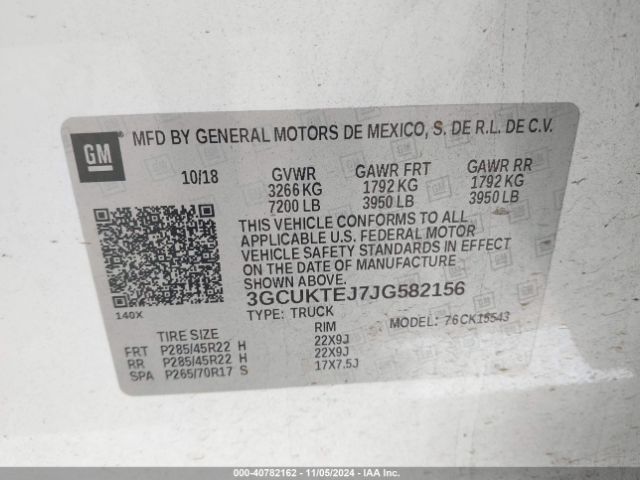 GM
MFD BY GENERAL MOTORS DE MEXICO, S. DE R.L. DE C.V.
10/18 GVWR GAWR FRT GAWR RR
3266 KG 1792 KG 1792 KG
7200 LB 3950 LB 3950 LB
THIS VEHICLE CONFORMS TO ALL
APPLICABLE U.S. FEDERAL MOTOR
VEHICLE SAFETY STANDARDS IN EFFECT
ON THE DATE OF MANUFACTURE
SHOWN ABOVE.
140X
3GCUKTEJ7JG582156
TYPE: TRUCK MODEL: 76CK15543
TIRE SIZE RIM
FRT P285/45R22 H 22X9J
RR P285/45R22 H 22X9J
SPA P265/70R17 S 17X7.5J
000-40782162 - 11/05/2024 - IAA Inc.